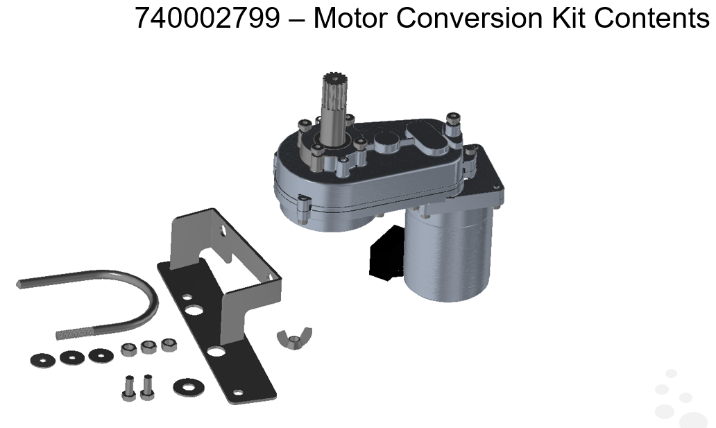 740002799 – Motor Conversion Kit Contents